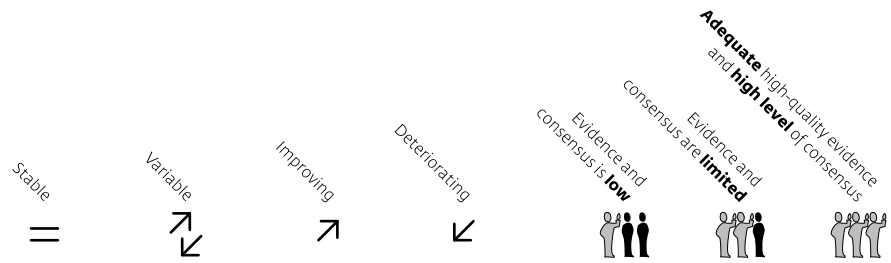 Stable
Variable
Improving
Deteriorating
Evidence and
consensus is low
Evidence and
consensus are limited
Adequate high-quality evidence
and high level of consensus